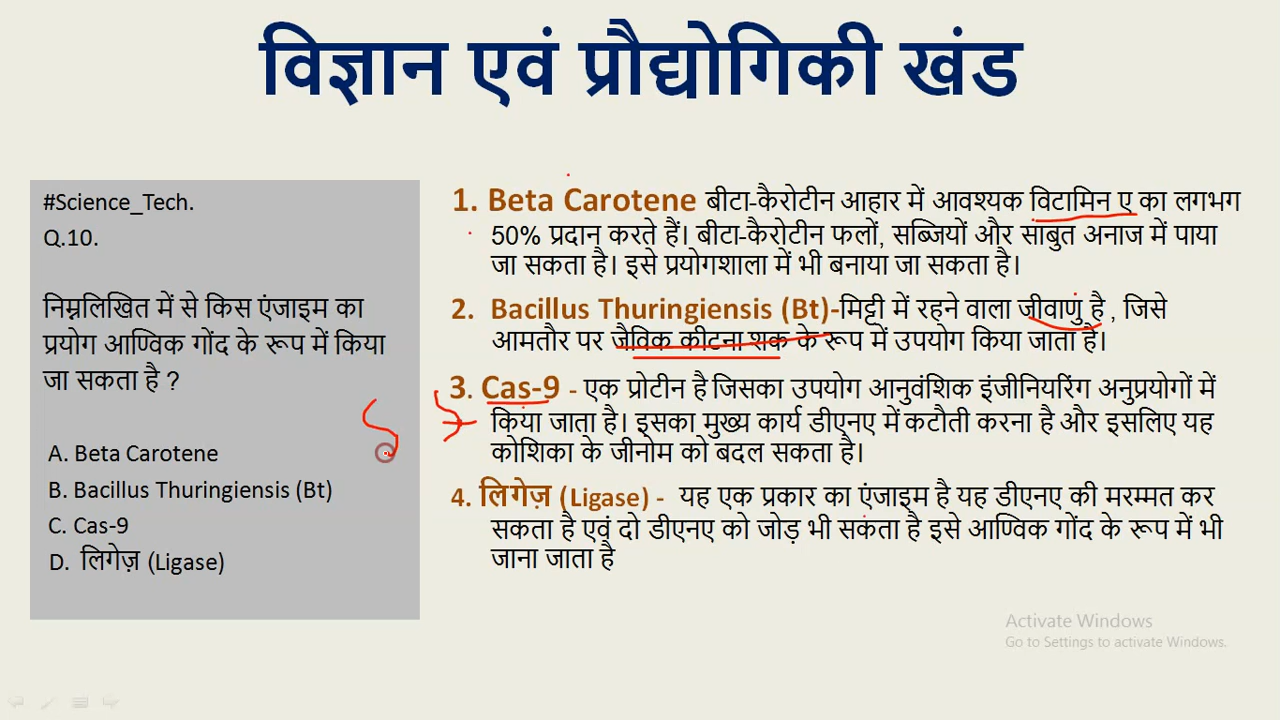 विज्ञान एवं प्रौद्योगिकी खंड
#Science_Tech.
Q.10.
निम्नलिखित में से किस एंजाइम का
प्रयोग आण्विक गोंद के रूप में किया
जा सकता है ?
A. Beta Carotene
B. Bacillus Thuringiensis (Bt)
C. Cas-9
D. लिगेज़ (Ligase)
1. Beta Carotene बीटा-कैरोटीन आहार में आवश्यक विटामिन ए का लगभग
50% प्रदान करते हैं। बीटा-कैरोटीन फलों, सब्जियों और साबुत अनाज में पाया
जा सकता है। इसे प्रयोगशाला में भी बनाया जा सकता है।
2. Bacillus Thuringiensis (Bt)-मिट्टी में रहने वाला जीवाणु है , जिसे
आमतौर पर जैविक कीटनाशक के रूप में उपयोग किया जाता है।
3. Cas-9 - एक प्रोटीन है जिसका उपयोग आनुवंशिक इंजीनियरिंग अनुप्रयोगों में
किया जाता है। इसका मुख्य कार्य डीएनए में कटौती करना है और इसलिए यह
कोशिका के जीनोम को बदल सकता है।
4. लिगेज़ (Ligase) - यह एक प्रकार का एंजाइम है यह डीएनए की मरम्मत कर
सकता है एवं दो डीएनए को जोड़ भी सकता है इसे आण्विक गोंद के रूप में भी
जाना जाता है
Activate Windows
Go to Settings to activate Windows.